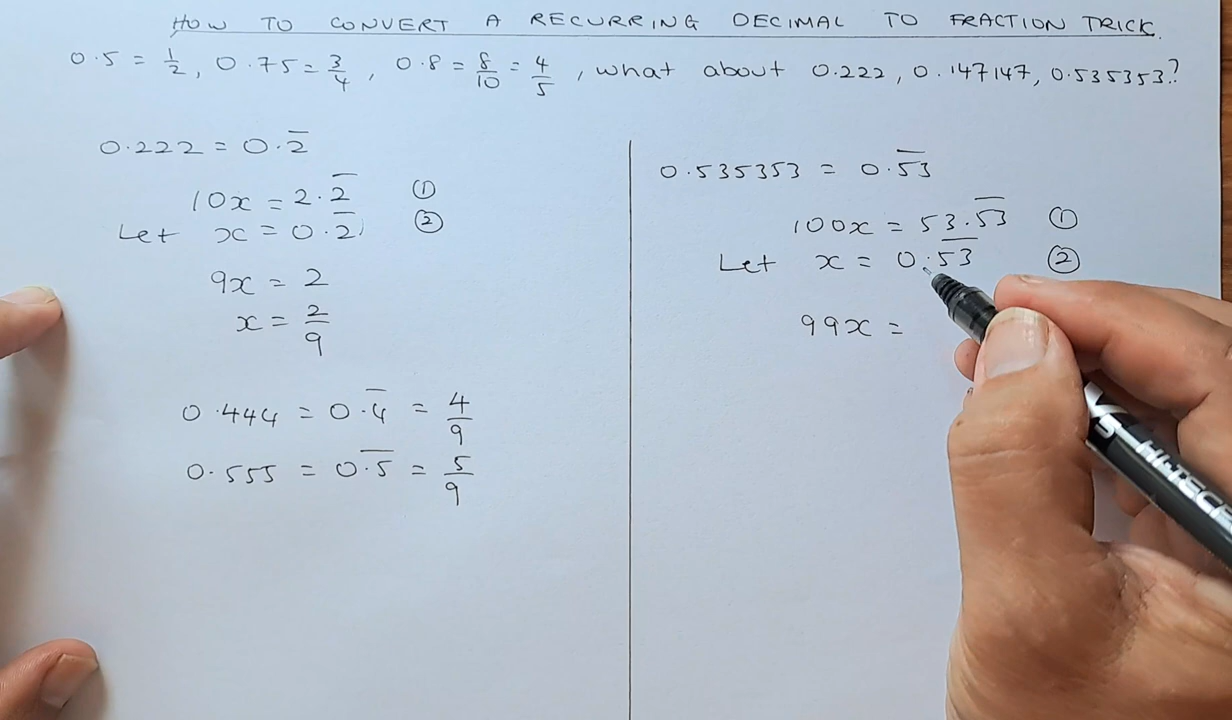 HOW TO CONVERT A RECURRING DECIMAL TO FRACTION TRICK.
0.5 = 1/2, 0.75 = 3/4, 0.8 = 8/10 = 4/5, what about 0.222, 0.147147, 0.535353?
0.222 = 0.2̅
10x = 2.2̅ ①
Let x = 0.2̅ ②
9x = 2
x = 2/9
0.444 = 0.4̅ = 4/9
0.555 = 0.5̅ = 5/9
0.535353 = 0.5̅3̅
100x = 53.5̅3̅ ①
Let x = 0.5̅3̅ ②
99x =
HI-TECP